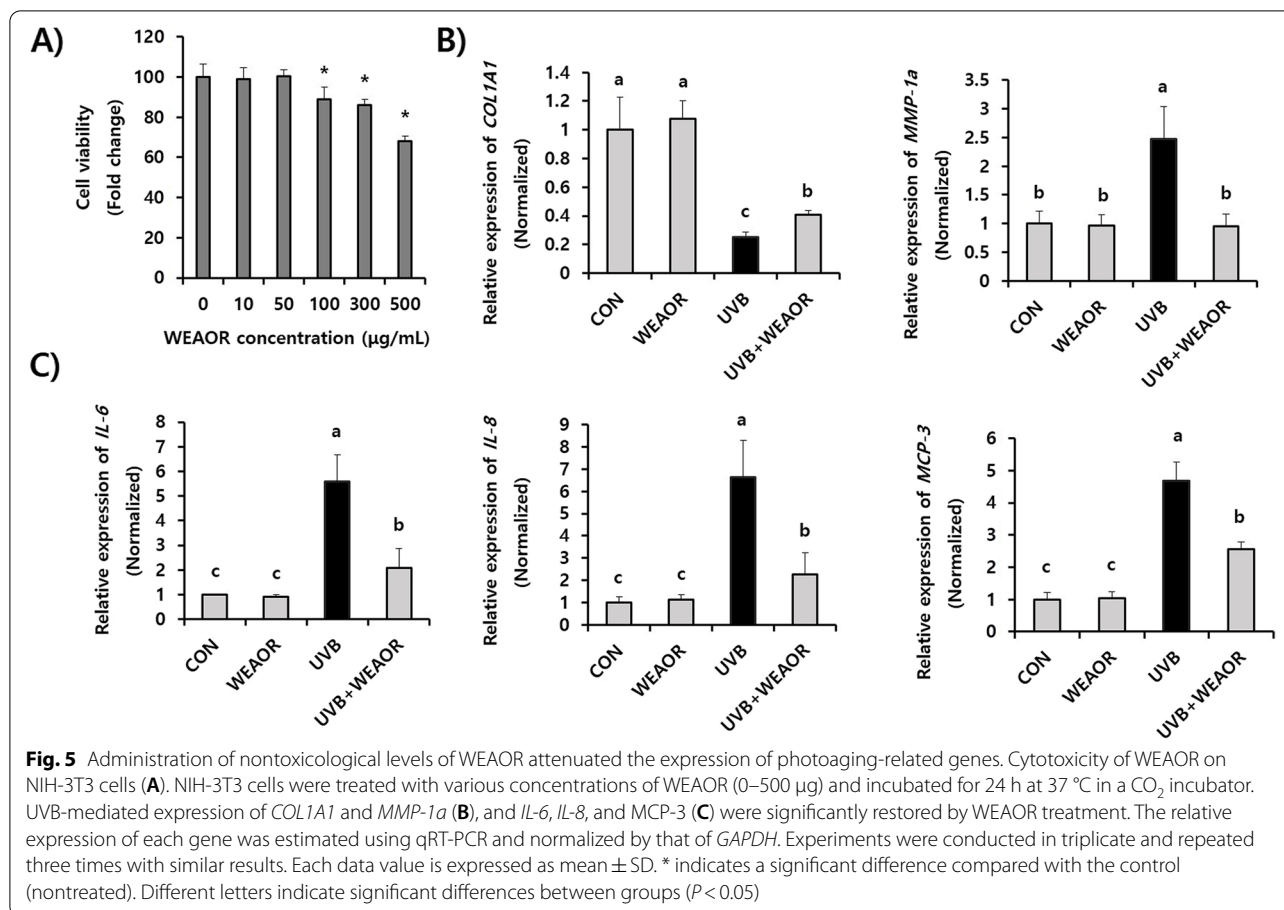 A)
120
100
80
60
40
20
0
Cell viability
(Fold change)
* * *
0 10 50 100 300 500
WEAOR concentration (µg/mL)
B)
Relative expression of COL1A1
(Normalized)
1.4
1.2
1
0.8
0.6
0.4
0.2
0
a a c b
CON WEAOR UVB UVB+WEAOR
Relative expression of MMP-1a
(Normalized)
3.5
3
2.5
2
1.5
1
0.5
0
b b a b
CON WEAOR UVB UVB+WEAOR
C)
Relative expression of IL-6
(Normalized)
8
7
6
5
4
3
2
1
0
c c a b
CON WEAOR UVB UVB+WEAOR
Relative expression of IL-8
(Normalized)
9
8
7
6
5
4
3
2
1
0
c c a b
CON WEAOR UVB UVB+WEAOR
Relative expression of MCP-3
(Normalized)
6
5
4
3
2
1
0
c c a b
CON WEAOR UVB UVB+WEAOR
Fig. 5 Administration of nontoxicological levels of WEAOR attenuated the expression of photoaging-related genes. Cytotoxicity of WEAOR on
NIH-3T3 cells (A). NIH-3T3 cells were treated with various concentrations of WEAOR (0–500 µg) and incubated for 24 h at 37 °C in a CO₂ incubator.
UVB-mediated expression of COL1A1 and MMP-1a (B), and IL-6, IL-8, and MCP-3 (C) were significantly restored by WEAOR treatment. The relative
expression of each gene was estimated using qRT-PCR and normalized by that of GAPDH. Experiments were conducted in triplicate and repeated
three times with similar results. Each data value is expressed as mean ± SD. * indicates a significant difference compared with the control
(nontreated). Different letters indicate significant differences between groups (P < 0.05)